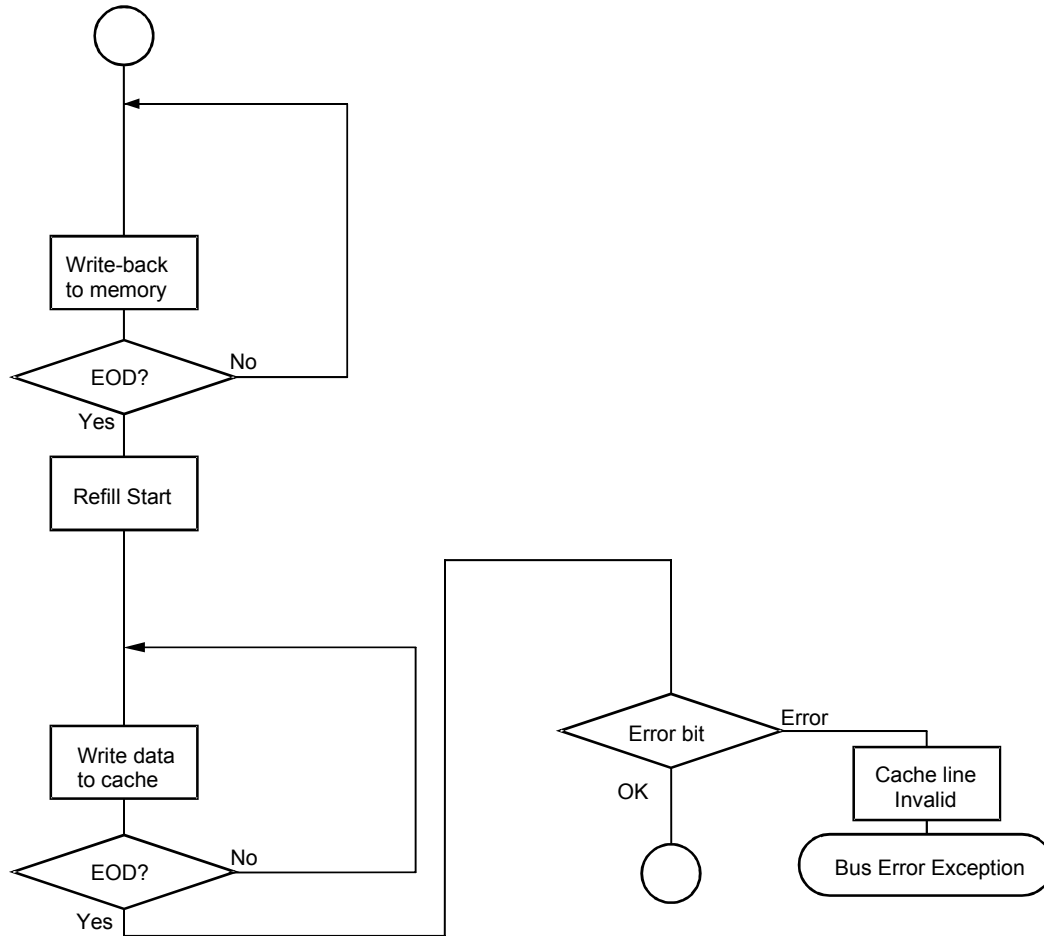 Write-back
to memory
EOD?
No
Yes
Refill Start
Write data
to cache
EOD?
No
Yes
Error bit
Error
OK
Cache line
Invalid
Bus Error Exception